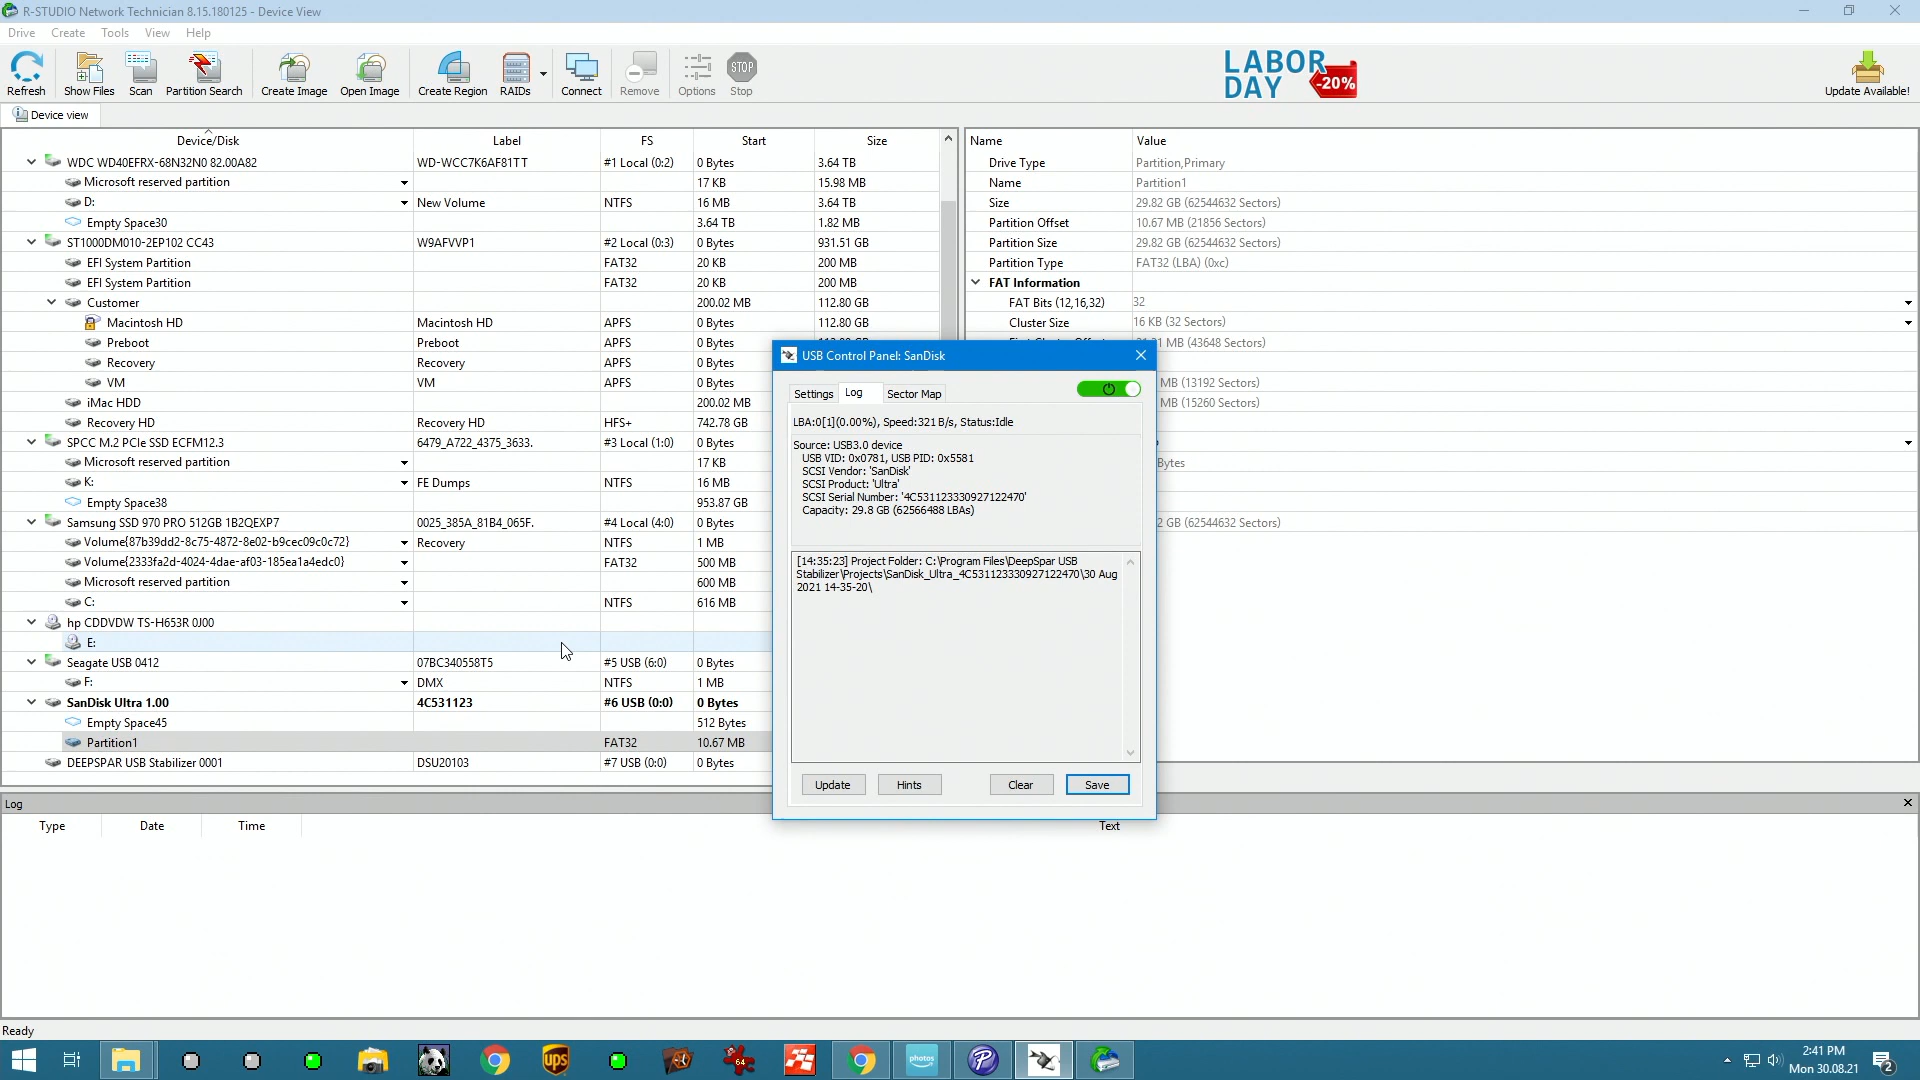 R-STUDIO Network Technician 8.15.180125 - Device View
Drive Create Tools View Help
Refresh Show Files Scan Partition Search Create Image Open Image Create Region RAIDs Connect Remove Options STOP Stop LABOR DAY -20% Update Available!
Device view
Device/Disk Label FS Start Size Name Value
WDC WD40EFRX-68N32N0 82.00A82 WD-WCC7K6AF81TT #1 Local (0:2) 0 Bytes 3.64 TB Drive Type Partition,Primary
Microsoft reserved partition 17 KB 15.98 MB Name Partition1
D: New Volume NTFS 16 MB 3.64 TB Size 29.82 GB (62544632 Sectors)
Empty Space30 3.64 TB 1.82 MB Partition Offset 10.67 MB (21856 Sectors)
ST1000DM010-2EP102 CC43 W9AFVVP1 #2 Local (0:3) 0 Bytes 931.51 GB Partition Size 29.82 GB (62544632 Sectors)
EFI System Partition FAT32 20 KB 200 MB Partition Type FAT32 (LBA) (0xc)
EFI System Partition FAT32 20 KB 200 MB FAT Information
Customer 200.02 MB 112.80 GB FAT Bits (12,16,32) 32
Macintosh HD Macintosh HD APFS 0 Bytes 112.80 GB Cluster Size 16 KB (32 Sectors)
Preboot Preboot APFS 0 Bytes MB (43648 Sectors)
Recovery Recovery APFS 0 Bytes
VM VM APFS 0 Bytes MB (13192 Sectors)
iMac HDD 200.02 MB MB (15260 Sectors)
Recovery HD Recovery HD HFS+ 742.78 GB
SPCC M.2 PCIe SSD ECFM12.3 6479_A722_4375_3633. #3 Local (1:0) 0 Bytes
Microsoft reserved partition 17 KB Bytes
K: FE Dumps NTFS 16 MB
Empty Space38 953.87 GB
Samsung SSD 970 PRO 512GB 1B2QEXP7 0025_385A_81B4_065F. #4 Local (4:0) 0 Bytes 2 GB (62544632 Sectors)
Volume{87b39dd2-8c75-4872-8e02-b9cec09c0c72} Recovery NTFS 1 MB
Volume{2333fa2d-4024-4dae-af03-185ea1a4edc0} FAT32 500 MB
Microsoft reserved partition 600 MB
C: NTFS 616 MB
hp CDDVDW TS-H653R 0J00
E:
Seagate USB 0412 07BC340558T5 #5 USB (6:0) 0 Bytes
F: DMX NTFS 1 MB
SanDisk Ultra 1.00 4C531123 #6 USB (0:0) 0 Bytes
Empty Space45 512 Bytes
Partition1 FAT32 10.67 MB
DEEPSPAR USB Stabilizer 0001 DSU20103 #7 USB (0:0) 0 Bytes
USB Control Panel: SanDisk
Settings Log Sector Map
LBA:0[1](0.00%), Speed:321 B/s, Status:Idle
Source: USB3.0 device
USB VID: 0x0781, USB PID: 0x5581
SCSI Vendor: 'SanDisk'
SCSI Product: 'Ultra'
SCSI Serial Number: '4C531123330927122470'
Capacity: 29.8 GB (62566488 LBAs)
[14:35:23] Project Folder: C:\Program Files\DeepSpar USB
Stabilizer\Projects\SanDisk_Ultra_4C531123330927122470\30 Aug
2021 14-35-20\
Update Hints Clear Save
Log
Type Date Time Text
Ready
ups 64 photos P 2:41 PM
Mon 30.08.21 2